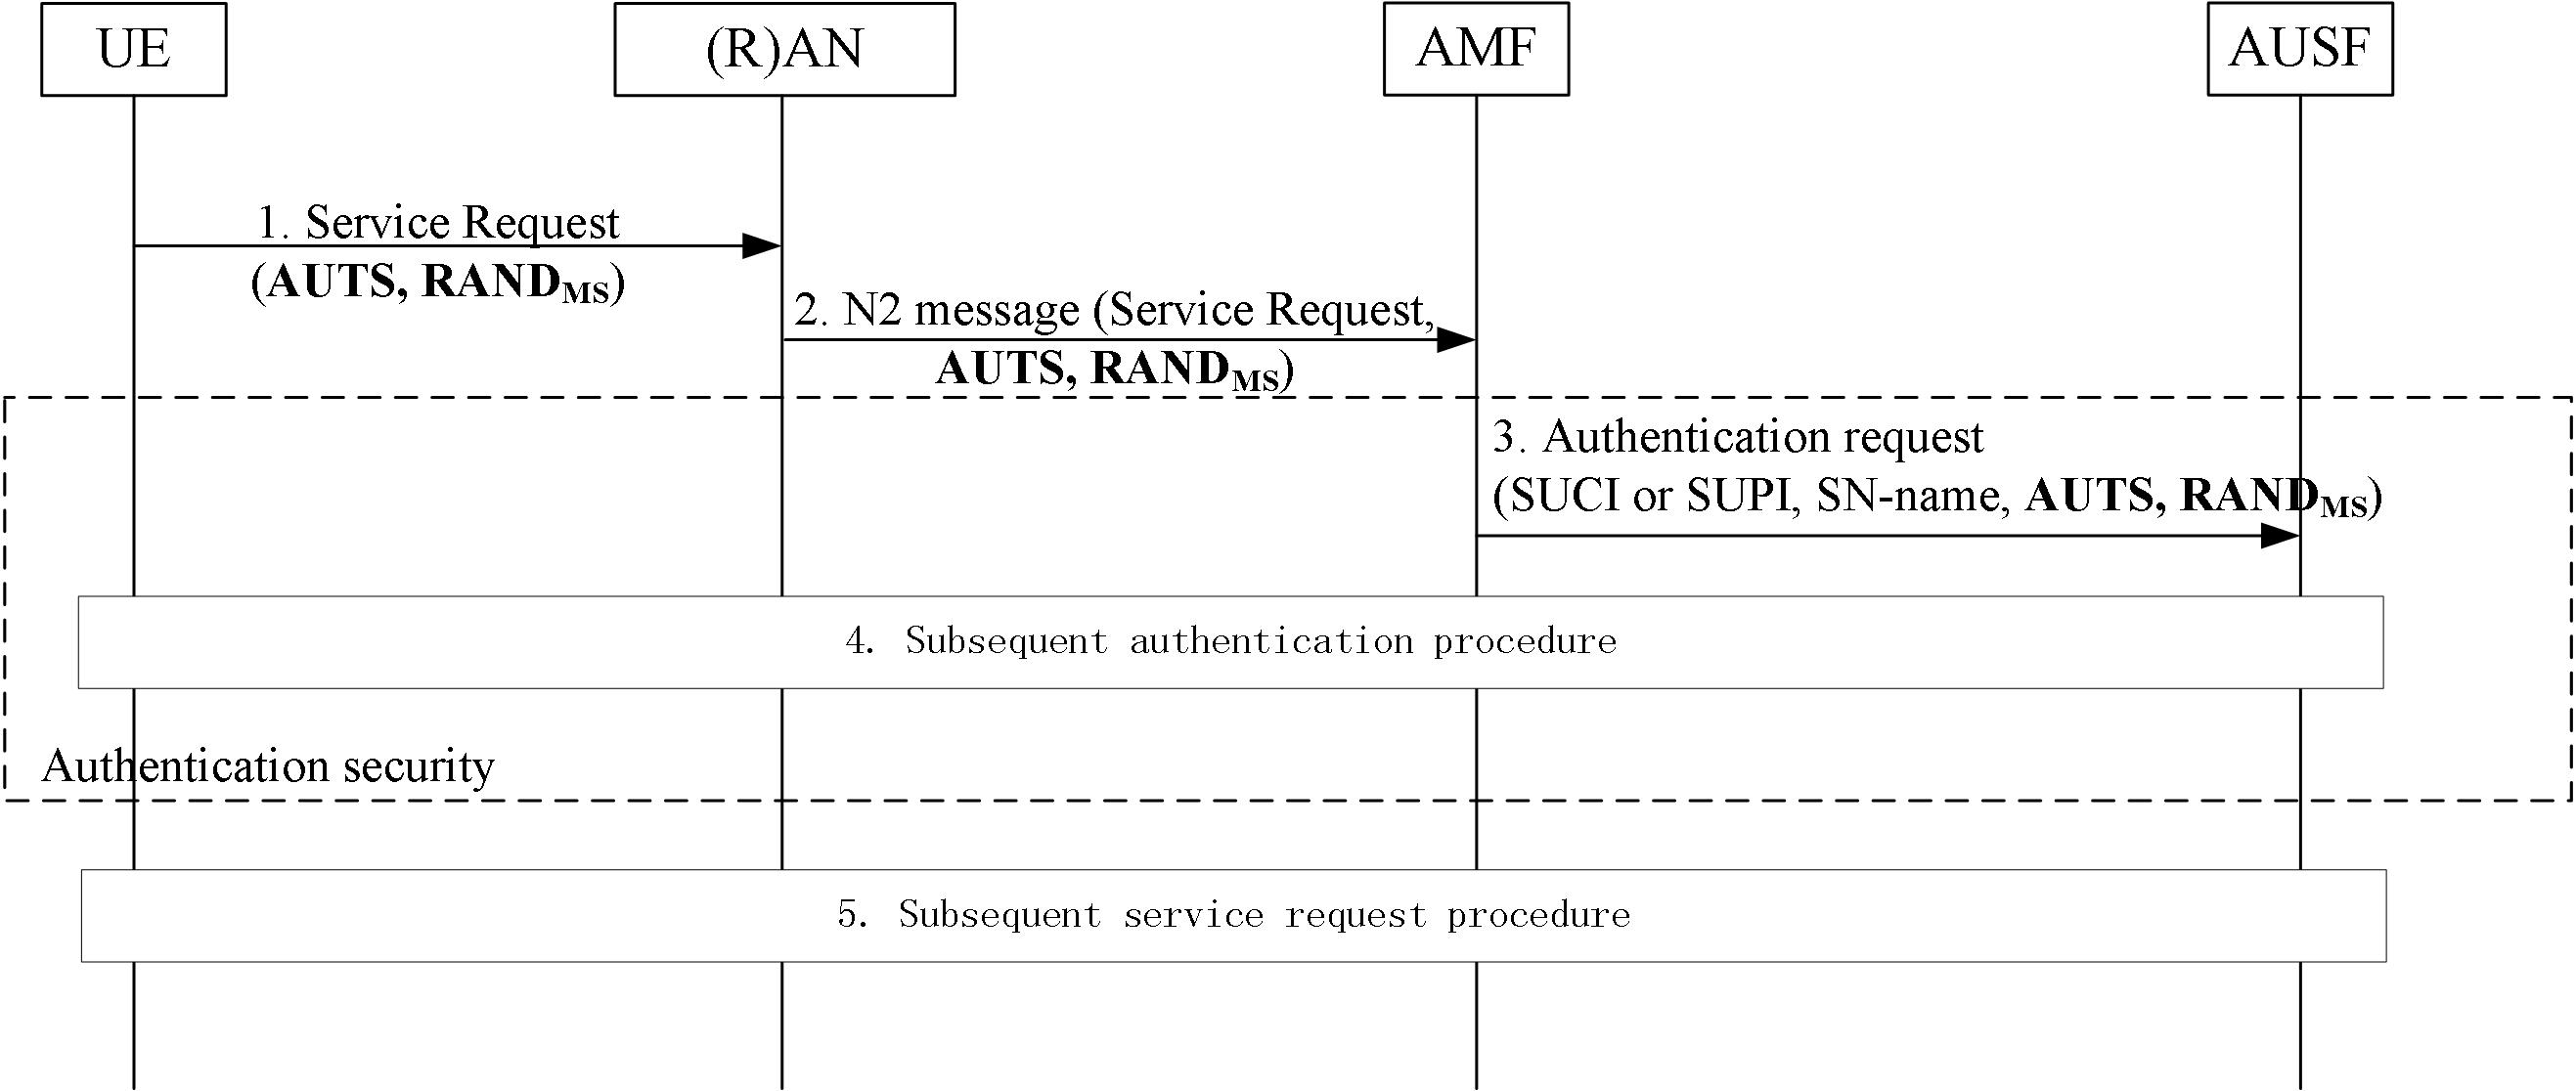 UE
(R)AN
AMF
AUSF
1. Service Request
(AUTS, RANDMS)
2. N2 message (Service Request,
AUTS, RANDMS)
3. Authentication request
(SUCI or SUPI, SN-name, AUTS, RANDMS)
4. Subsequent authentication procedure
Authentication security
5. Subsequent service request procedure